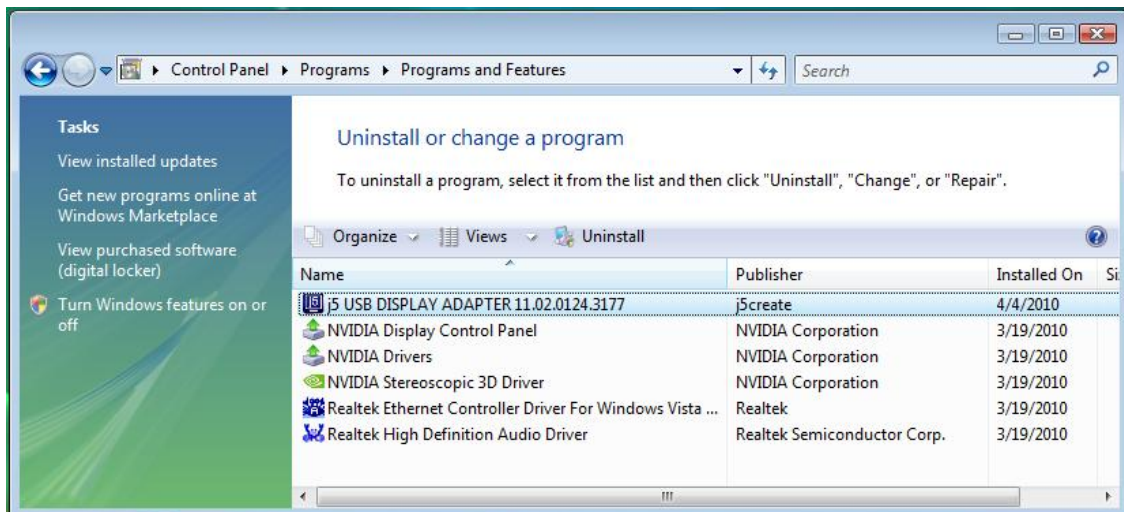 Control Panel Programs Programs and Features Search
Tasks
View installed updates
Get new programs online at
Windows Marketplace
View purchased software
(digital locker)
Turn Windows features on or
off
Uninstall or change a program
To uninstall a program, select it from the list and then click "Uninstall", "Change", or "Repair".
Organize Views Uninstall
Name Publisher Installed On Si
j5 USB DISPLAY ADAPTER 11.02.0124.3177 j5create 4/4/2010
NVIDIA Display Control Panel NVIDIA Corporation 3/19/2010
NVIDIA Drivers NVIDIA Corporation 3/19/2010
NVIDIA Stereoscopic 3D Driver NVIDIA Corporation 3/19/2010
Realtek Ethernet Controller Driver For Windows Vista ... Realtek 3/19/2010
Realtek High Definition Audio Driver Realtek Semiconductor Corp. 3/19/2010